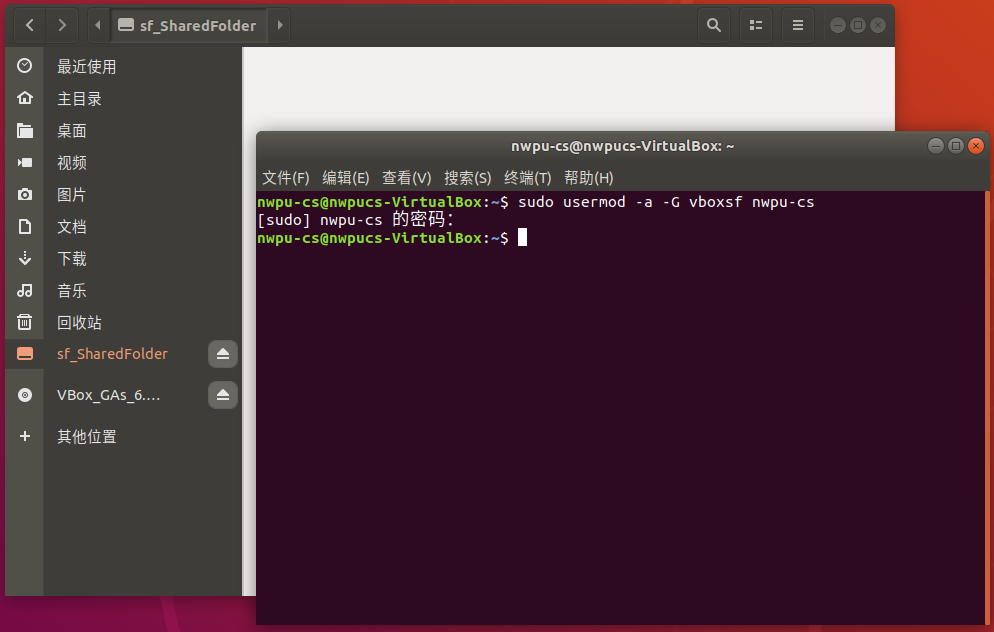 sf_SharedFolder
最近使用
主目录
桌面
视频
图片
文档
下载
音乐
回收站
sf_SharedFolder
VBox_GAs_6.…
其他位置
nwpu-cs@nwpucs-VirtualBox: ~
文件(F) 编辑(E) 查看(V) 搜索(S) 终端(T) 帮助(H)
nwpu-cs@nwpucs-VirtualBox:~$ sudo usermod -a -G vboxsf nwpu-cs
[sudo] nwpu-cs 的密码：
nwpu-cs@nwpucs-VirtualBox:~$